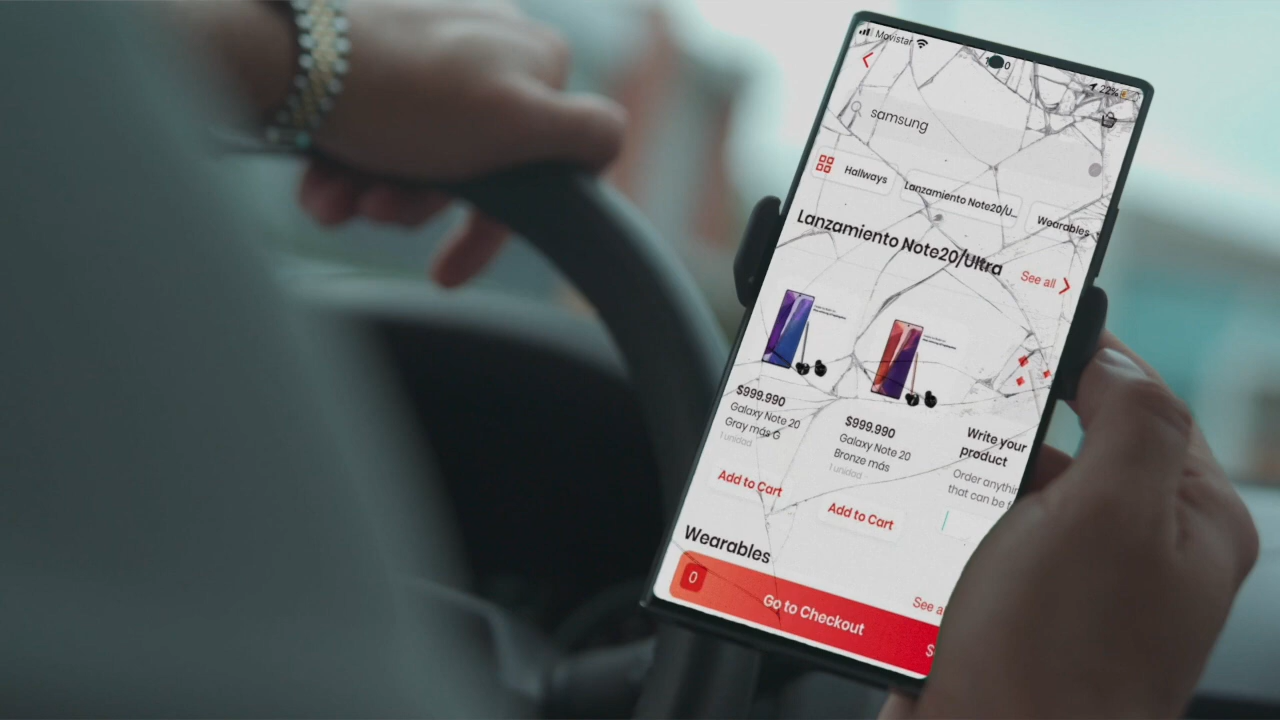 Movistar
22%
samsung
Hallways
Lanzamiento Note20/U...
Wearables
Lanzamiento Note20/Ultra
See all
$999.990
Galaxy Note 20
Gray más G
1 unidad
Add to Cart
$999.990
Galaxy Note 20
Bronze más
1 unidad
Add to Cart
Write your
product
Order anythin
that can be f
Wearables
See al
0
Go to Checkout
$